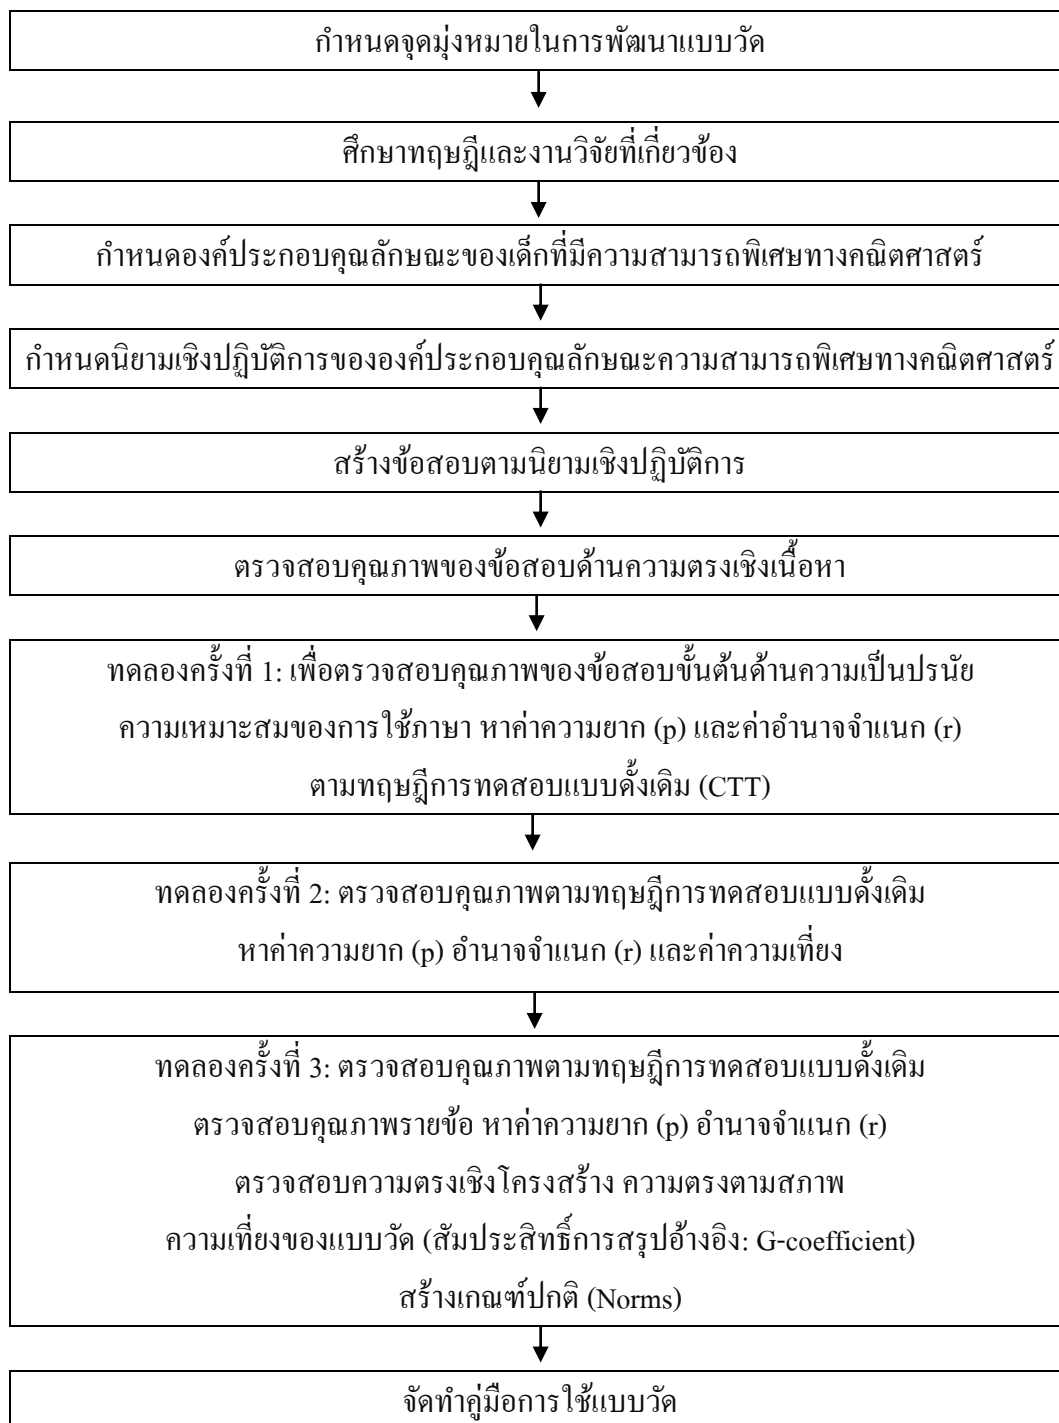 กำหนดจุดมุ่งหมายในการพัฒนาแบบวัด
ศึกษาทฤษฎีและงานวิจัยที่เกี่ยวข้อง
กำหนดองค์ประกอบคุณลักษณะของเด็กที่มีความสามารถพิเศษทางคณิตศาสตร์
กำหนดนิยามเชิงปฏิบัติการขององค์ประกอบคุณลักษณะความสามารถพิเศษทางคณิตศาสตร์
สร้างข้อสอบตามนิยามเชิงปฏิบัติการ
ตรวจสอบคุณภาพของข้อสอบด้านความตรงเชิงเนื้อหา
ทดลองครั้งที่ 1: เพื่อตรวจสอบคุณภาพของข้อสอบขั้นต้นด้านความเป็นปรนัย
ความเหมาะสมของการใช้ภาษา หาค่าความยาก (p) และค่าอำนาจจำแนก (r)
ตามทฤษฎีการทดสอบแบบดั้งเดิม (CTT)
ทดลองครั้งที่ 2: ตรวจสอบคุณภาพตามทฤษฎีการทดสอบแบบดั้งเดิม
หาค่าความยาก (p) อำนาจจำแนก (r) และค่าความเที่ยง
ทดลองครั้งที่ 3: ตรวจสอบคุณภาพตามทฤษฎีการทดสอบแบบดั้งเดิม
ตรวจสอบคุณภาพรายข้อ หาค่าความยาก (p) อำนาจจำแนก (r)
ตรวจสอบความตรงเชิงโครงสร้าง ความตรงตามสภาพ
ความเที่ยงของแบบวัด (สัมประสิทธิ์การสรุปอ้างอิง: G-coefficient)
สร้างเกณฑ์ปกติ (Norms)
จัดทำคู่มือการใช้แบบวัด